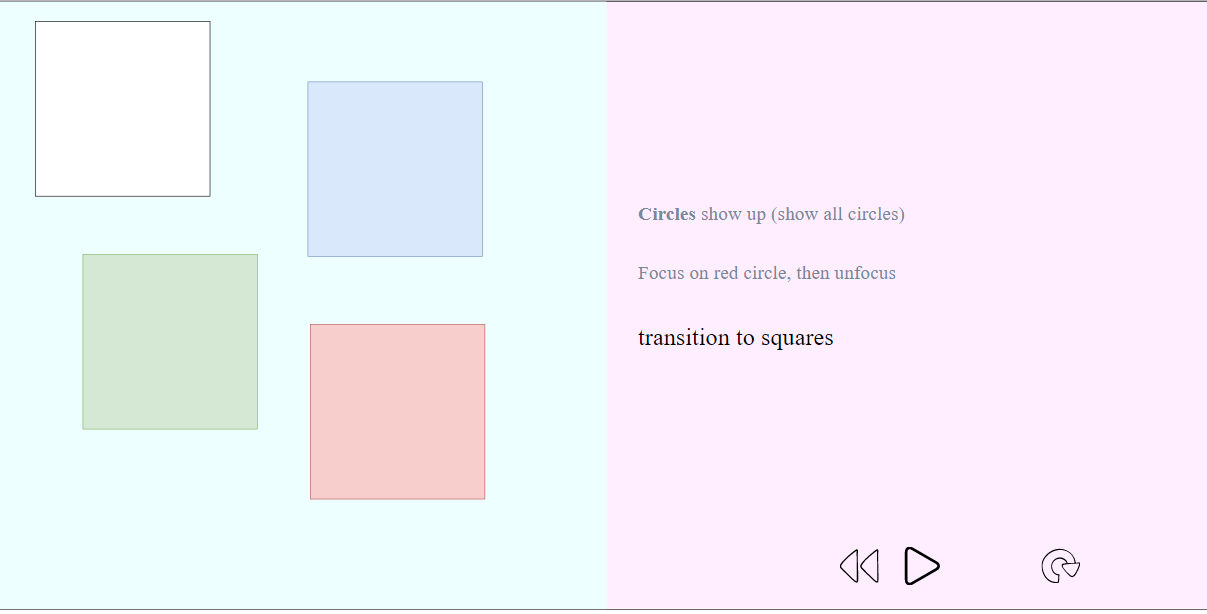 Circles show up (show all circles)
Focus on red circle, then unfocus
transition to squares